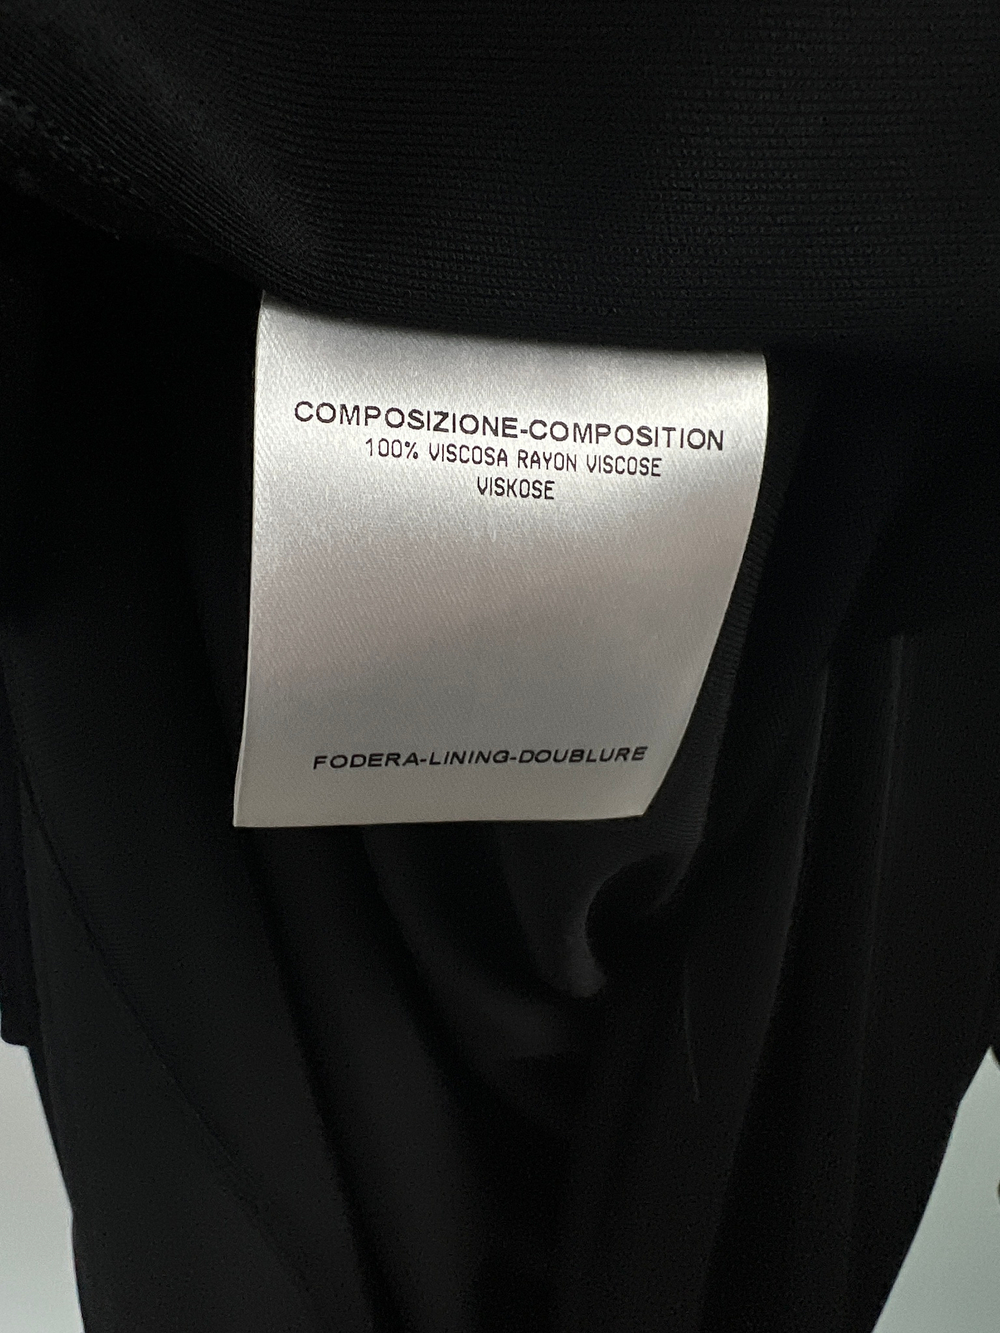 COMPOSIZIONE-COMPOSITION
100% VISCOSA RAYON VISCOSE
VISKOSE
FODERA-LINING-DOUBLURE